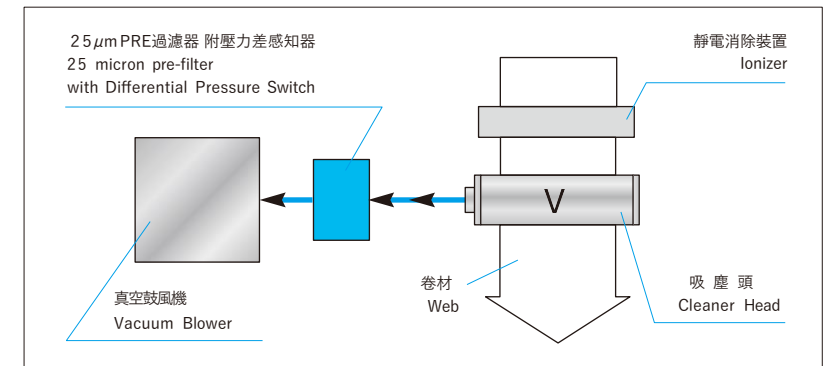 25μmPRE過濾器 附壓力差感知器
25 micron pre-filter
with Differential Pressure Switch
靜電消除裝置
Ionizer
V
卷材
Web
吸 塵 頭
Cleaner Head
真空鼓風機
Vacuum Blower